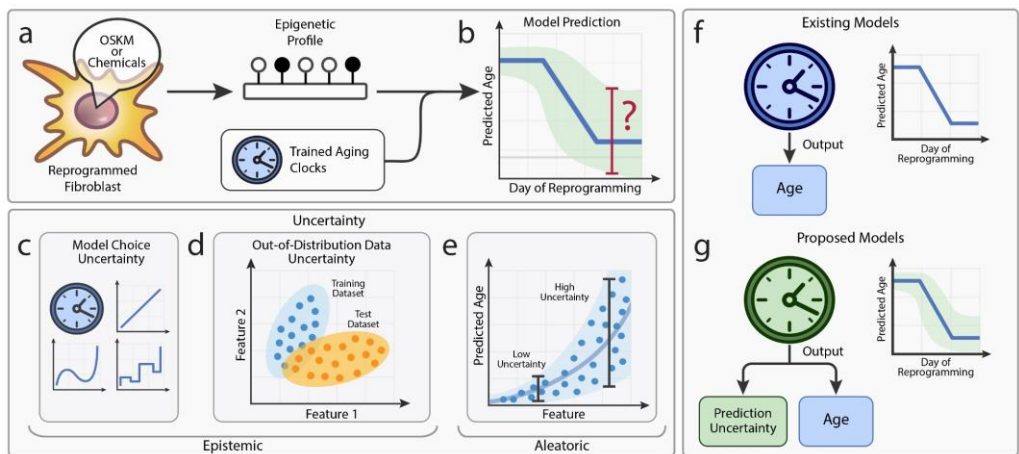 a
OSKM
or
Chemicals
Reprogrammed
Fibroblast
Epigenetic
Profile
Trained Aging
Clocks
b
Model Prediction
Predicted Age
?
Day of Reprogramming
Uncertainty
c
Model Choice
Uncertainty
d
Out-of-Distribution Data
Uncertainty
Training
Dataset
Test
Dataset
Feature 2
Feature 1
Epistemic
e
Predicted Age
High
Uncertainty
Low
Uncertainty
Feature
Aleatoric
Existing Models
f
Output
Age
Predicted Age
Day of
Reprogramming
Proposed Models
g
Output
Prediction
Uncertainty
Age
Predicted Age
Day of
Reprogramming